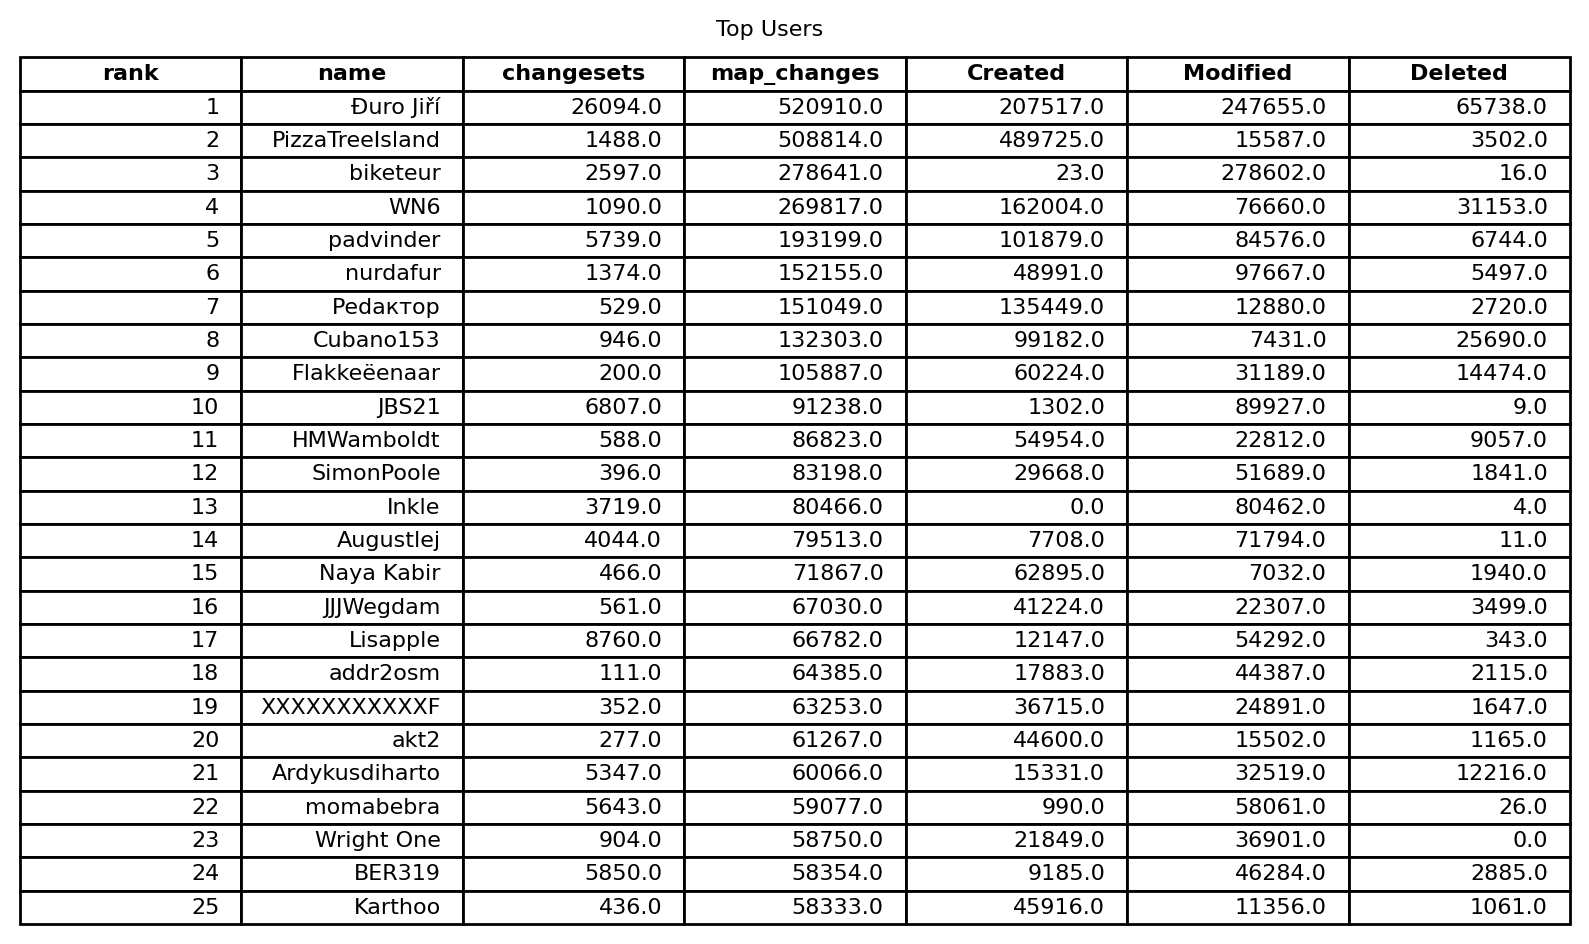 Top Users
rank name changesets map_changes Created Modified Deleted
1 Đuro Jiří 26094.0 520910.0 207517.0 247655.0 65738.0
2 PizzaTreeIsland 1488.0 508814.0 489725.0 15587.0 3502.0
3 biketeur 2597.0 278641.0 23.0 278602.0 16.0
4 WN6 1090.0 269817.0 162004.0 76660.0 31153.0
5 padvinder 5739.0 193199.0 101879.0 84576.0 6744.0
6 nurdafur 1374.0 152155.0 48991.0 97667.0 5497.0
7 Редактор 529.0 151049.0 135449.0 12880.0 2720.0
8 Cubano153 946.0 132303.0 99182.0 7431.0 25690.0
9 Flakkeëenaar 200.0 105887.0 60224.0 31189.0 14474.0
10 JBS21 6807.0 91238.0 1302.0 89927.0 9.0
11 HMWamboldt 588.0 86823.0 54954.0 22812.0 9057.0
12 SimonPoole 396.0 83198.0 29668.0 51689.0 1841.0
13 Inkle 3719.0 80466.0 0.0 80462.0 4.0
14 Augustlej 4044.0 79513.0 7708.0 71794.0 11.0
15 Naya Kabir 466.0 71867.0 62895.0 7032.0 1940.0
16 JJJWegdam 561.0 67030.0 41224.0 22307.0 3499.0
17 Lisapple 8760.0 66782.0 12147.0 54292.0 343.0
18 addr2osm 111.0 64385.0 17883.0 44387.0 2115.0
19 XXXXXXXXXXXF 352.0 63253.0 36715.0 24891.0 1647.0
20 akt2 277.0 61267.0 44600.0 15502.0 1165.0
21 Ardykusdiharto 5347.0 60066.0 15331.0 32519.0 12216.0
22 momabebra 5643.0 59077.0 990.0 58061.0 26.0
23 Wright One 904.0 58750.0 21849.0 36901.0 0.0
24 BER319 5850.0 58354.0 9185.0 46284.0 2885.0
25 Karthoo 436.0 58333.0 45916.0 11356.0 1061.0